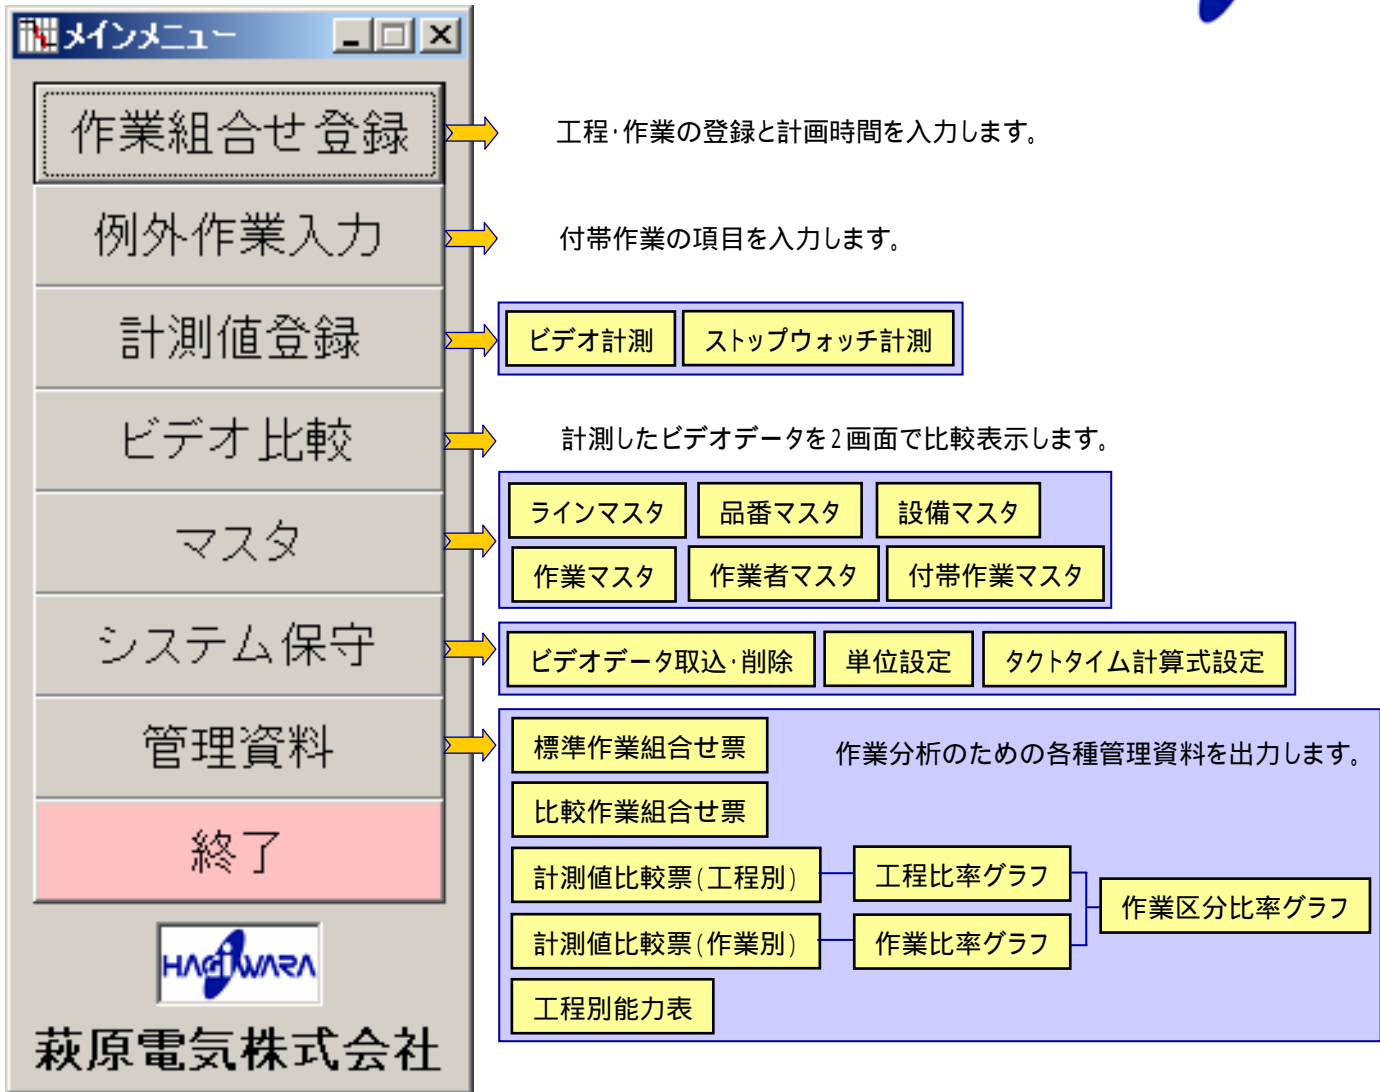 メインメニュー
作業組合せ登録
工程・作業の登録と計画時間を入力します。
例外作業入力
付帯作業の項目を入力します。
計測値登録
ビデオ計測 ストップウォッチ計測
ビデオ比較
計測したビデオデータを2画面で比較表示します。
マスタ
ラインマスタ 品番マスタ 設備マスタ
作業マスタ 作業者マスタ 付帯作業マスタ
システム保守
ビデオデータ取込・削除 単位設定 タクトタイム計算式設定
管理資料
標準作業組合せ票 作業分析のための各種管理資料を出力します。
比較作業組合せ票
計測値比較票(工程別) 工程比率グラフ
作業区分比率グラフ
計測値比較票(作業別) 作業比率グラフ
工程別能力表
終了
HAGIWARA
萩原電気株式会社